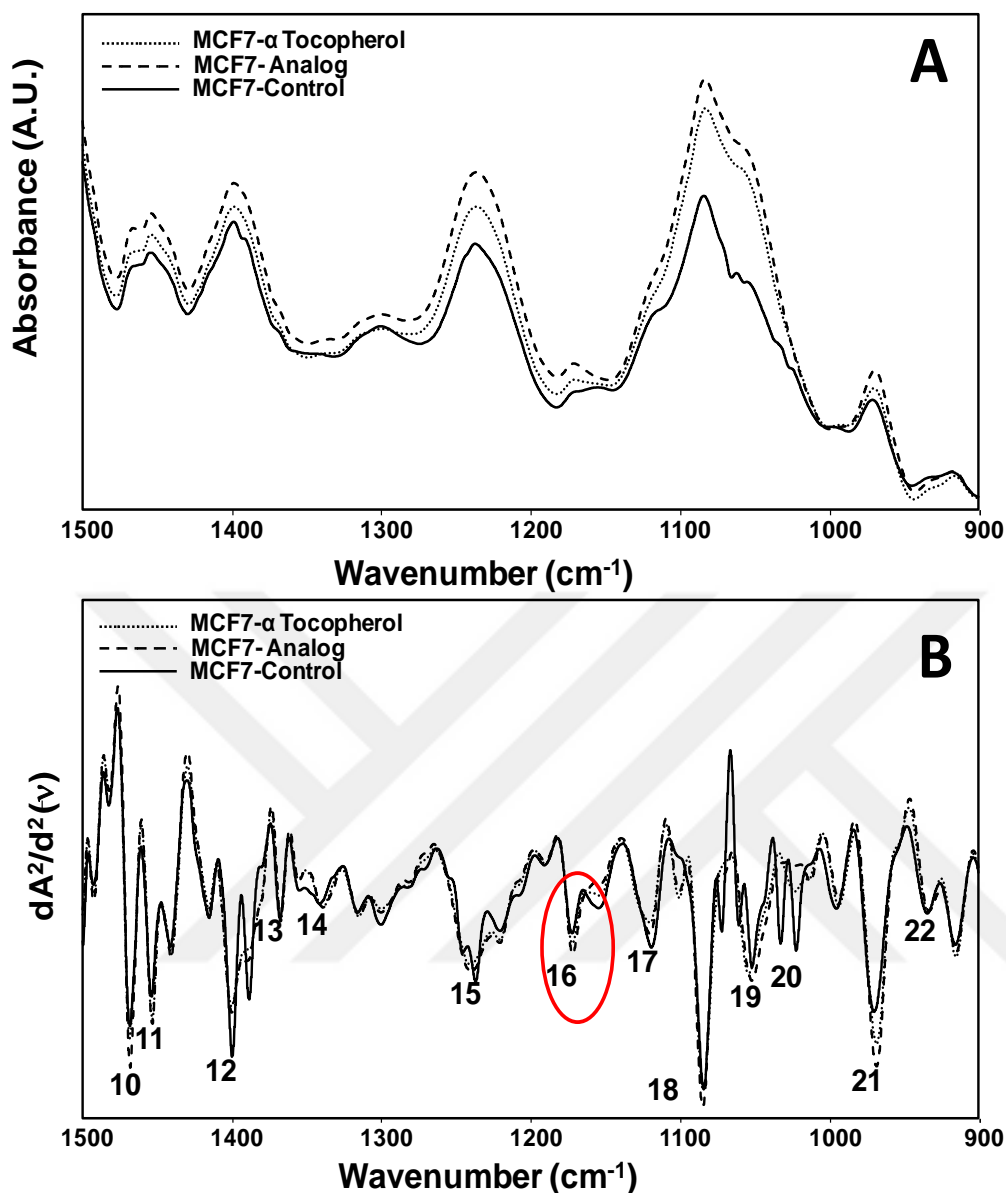 A
MCF7-α Tocopherol
MCF7- Analog
MCF7-Control
Absorbance (A.U.)
1500 1400 1300 1200 1100 1000 900
Wavenumber (cm-1)
B
MCF7-α Tocopherol
MCF7- Analog
MCF7-Control
dA2/d2(ν)
10 11 12 13 14 15 16 17 18 19 20 21 22
1500 1400 1300 1200 1100 1000 900
Wavenumber (cm-1)